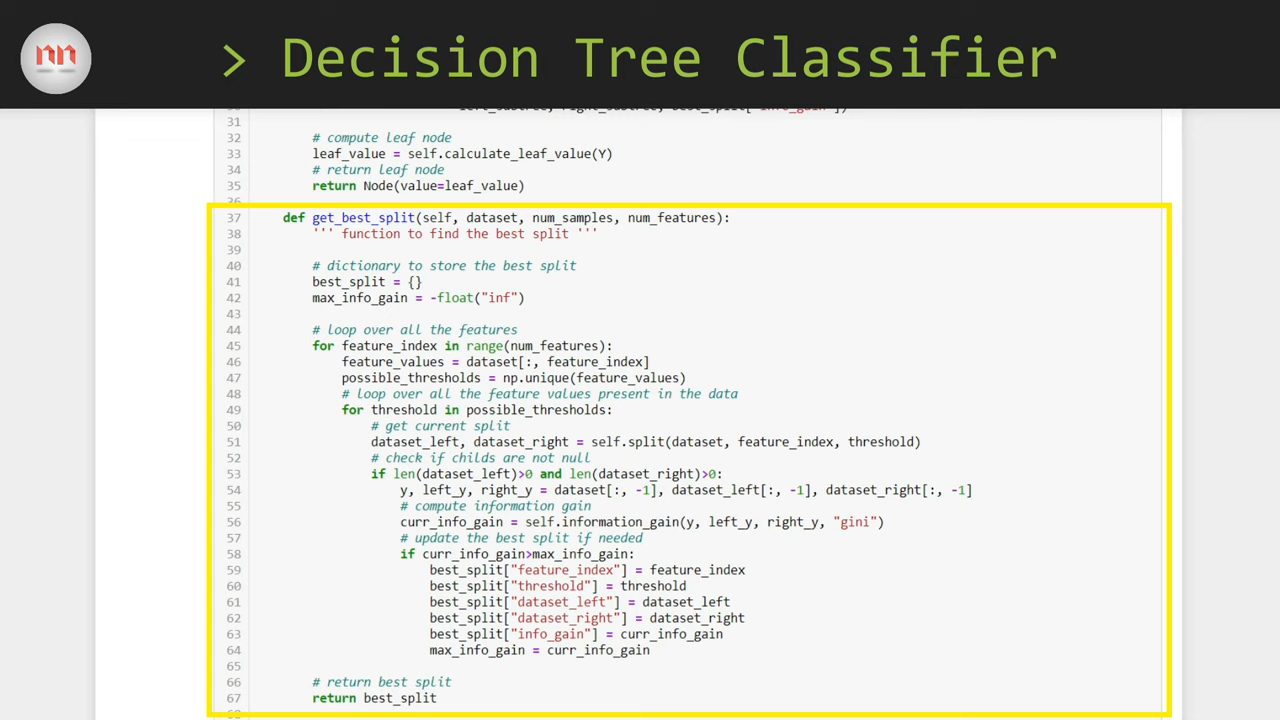 > Decision Tree Classifier
31
32 # compute leaf node
33 leaf_value = self.calculate_leaf_value(Y)
34 # return leaf node
35 return Node(value=leaf_value)
36
37 def get_best_split(self, dataset, num_samples, num_features):
38 ''' function to find the best split '''
39
40 # dictionary to store the best split
41 best_split = {}
42 max_info_gain = -float("inf")
43
44 # loop over all the features
45 for feature_index in range(num_features):
46 feature_values = dataset[:, feature_index]
47 possible_thresholds = np.unique(feature_values)
48 # loop over all the feature values present in the data
49 for threshold in possible_thresholds:
50 # get current split
51 dataset_left, dataset_right = self.split(dataset, feature_index, threshold)
52 # check if childs are not null
53 if len(dataset_left)>0 and len(dataset_right)>0:
54 y, left_y, right_y = dataset[:, -1], dataset_left[:, -1], dataset_right[:, -1]
55 # compute information gain
56 curr_info_gain = self.information_gain(y, left_y, right_y, "gini")
57 # update the best split if needed
58 if curr_info_gain>max_info_gain:
59 best_split["feature_index"] = feature_index
60 best_split["threshold"] = threshold
61 best_split["dataset_left"] = dataset_left
62 best_split["dataset_right"] = dataset_right
63 best_split["info_gain"] = curr_info_gain
64 max_info_gain = curr_info_gain
65
66 # return best split
67 return best_split